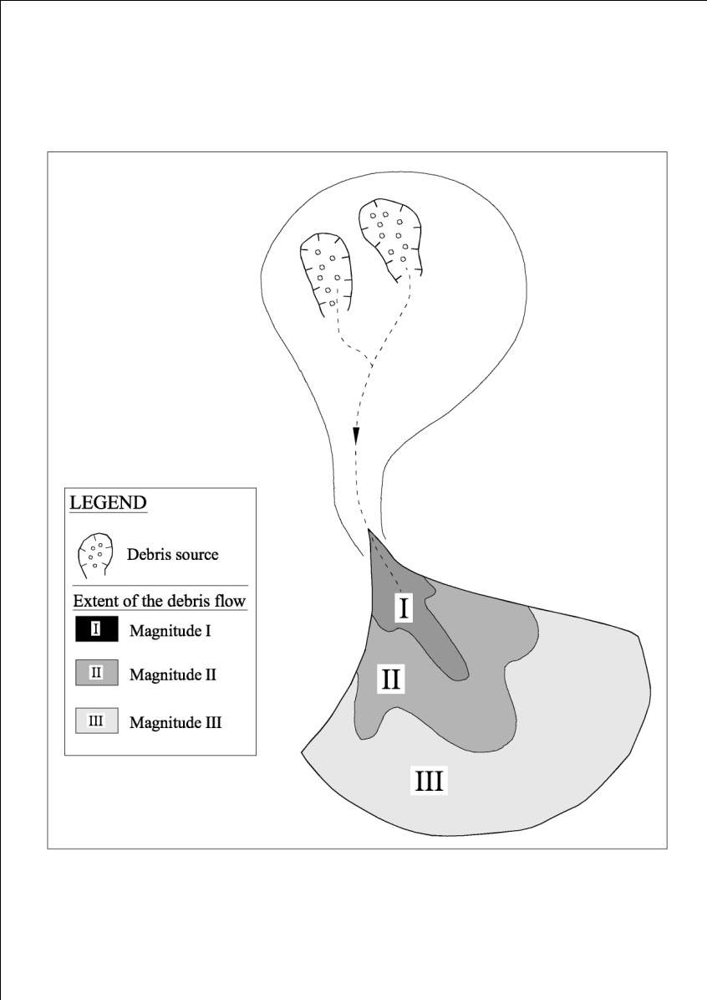 LEGEND
Debris source
Extent of the debris flow
I Magnitude I
II Magnitude II
III Magnitude III
I
II
III